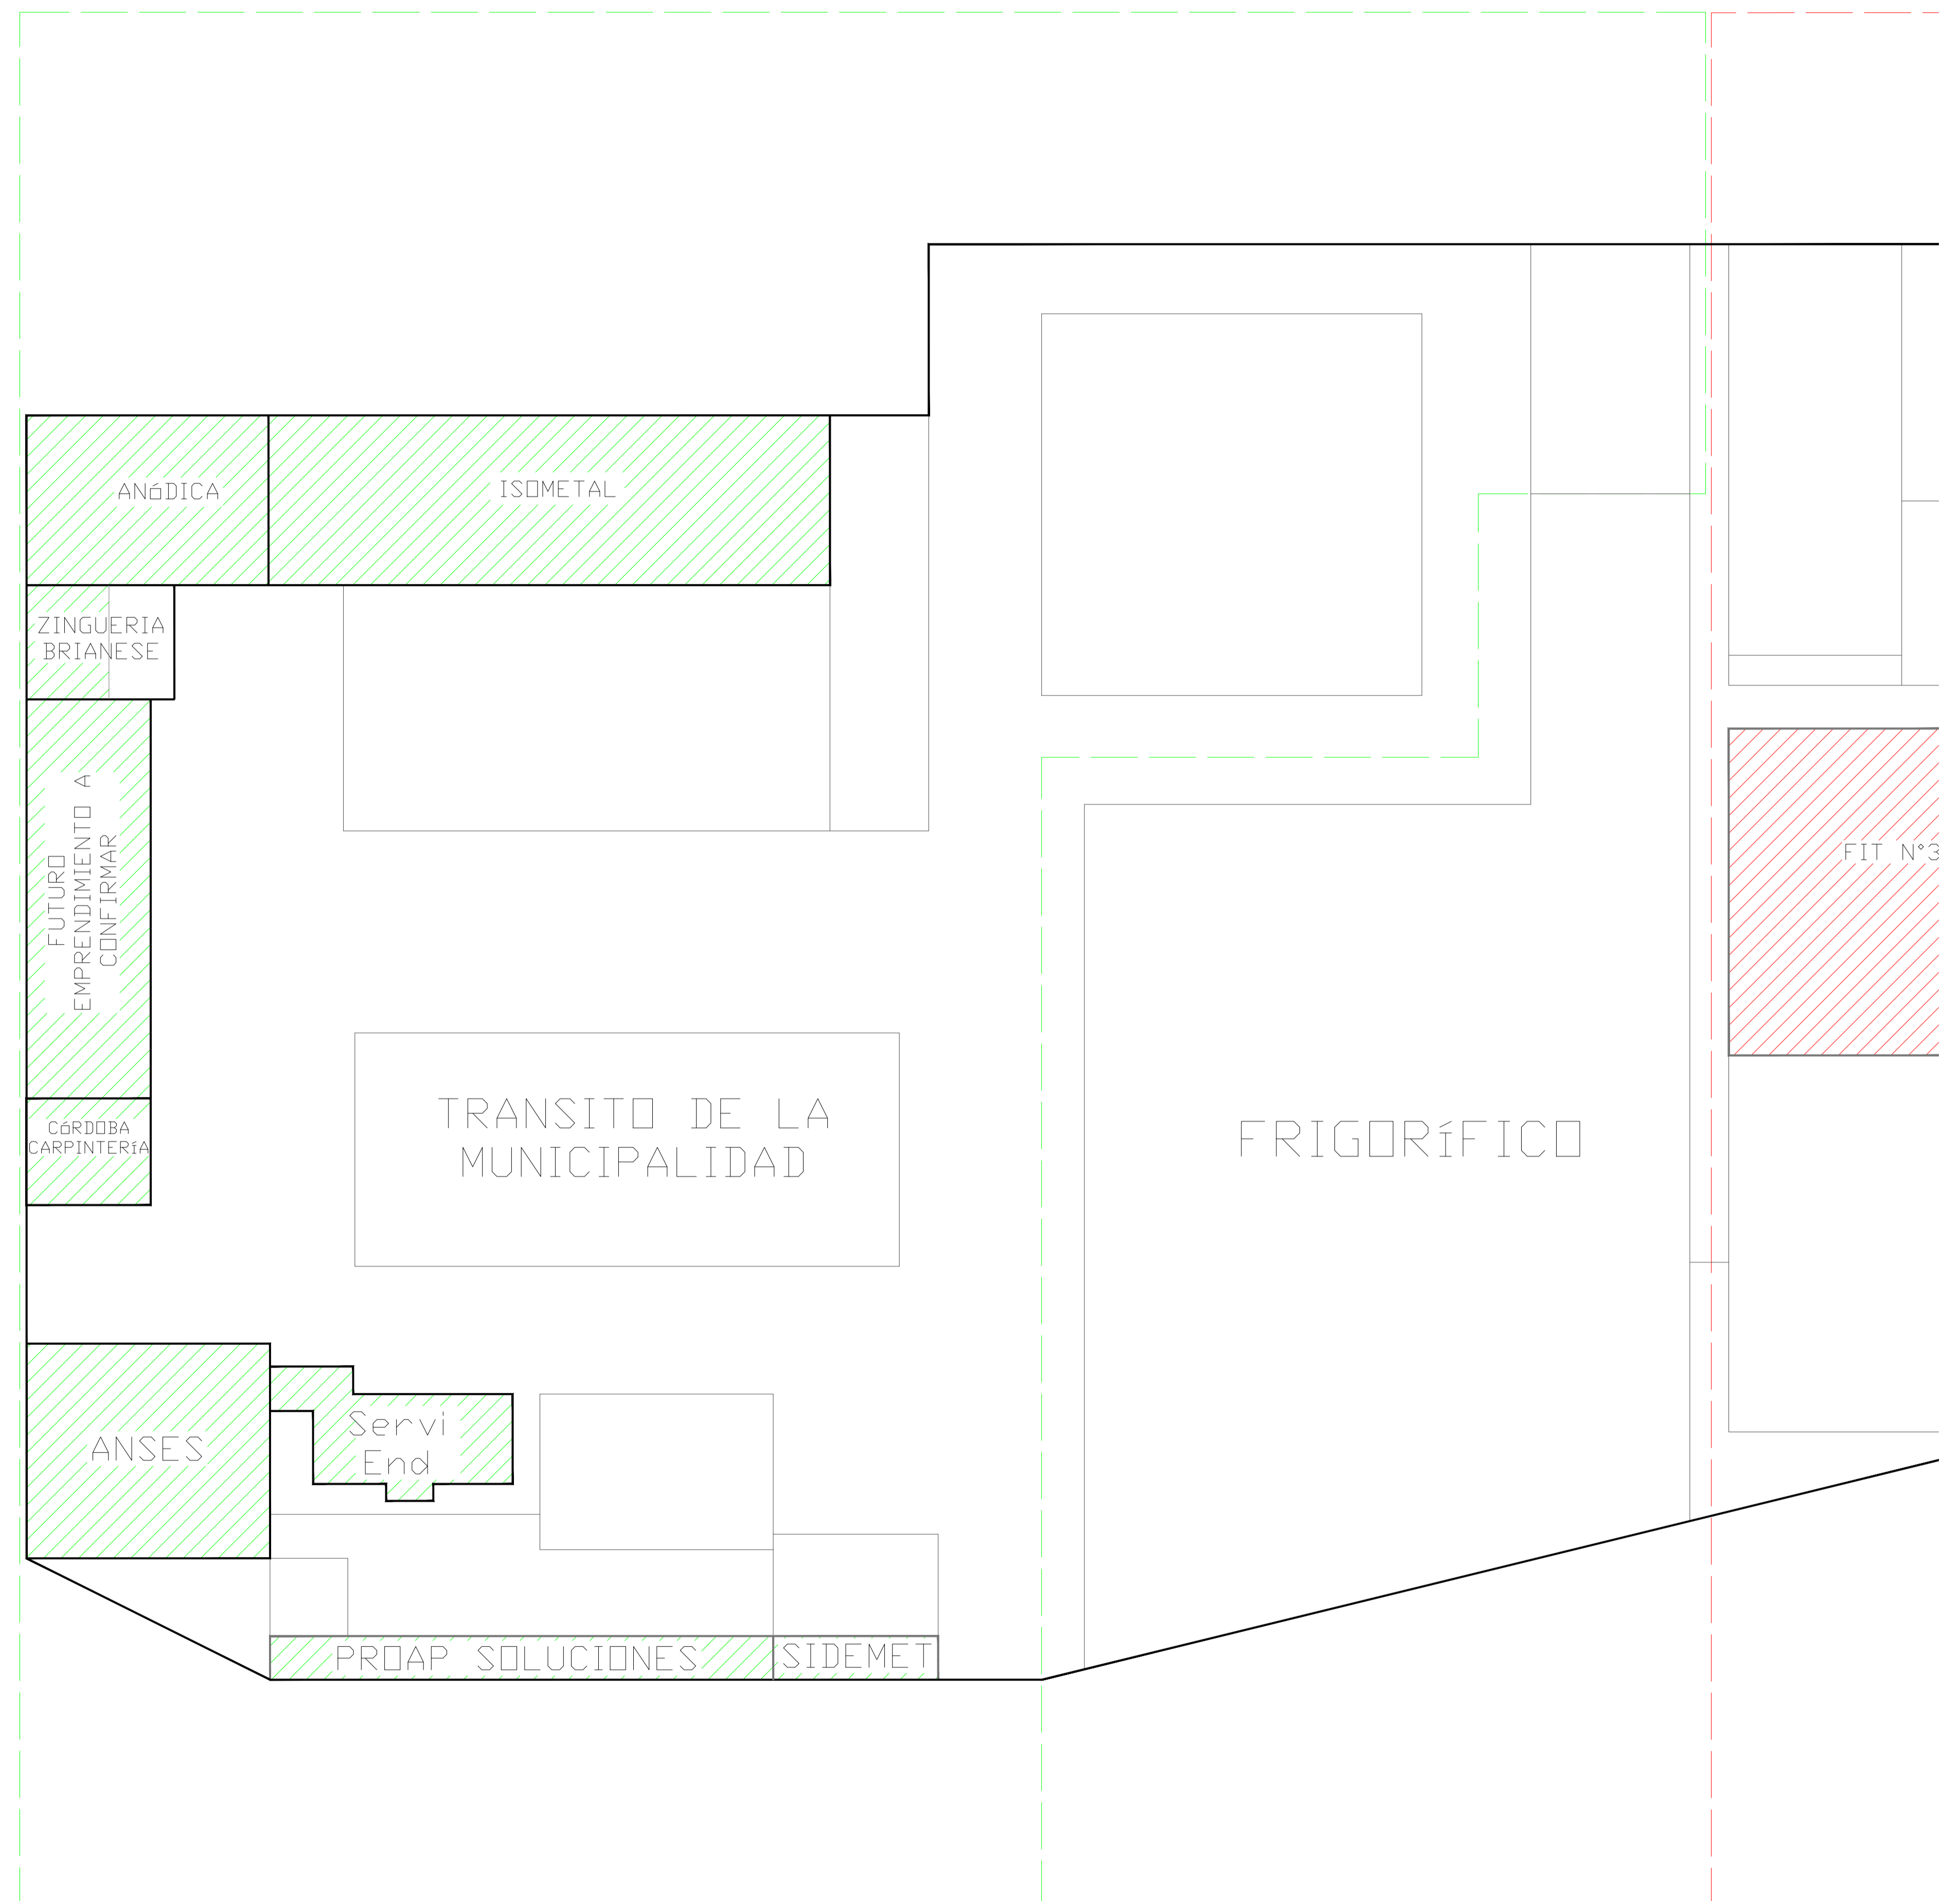 ANóDICA
ISOMETAL
ZINGUERIA
BRIANESE
FUTURO
EMPRENDIMIENTO A
CONFIRMAR
FIT N°3
CóRDOBA
CARPINTERíA
TRANSITO DE LA
MUNICIPALIDAD
FRIGORíFICO
ANSES
Servi
End
PROAP SOLUCIONES
SIDEMET